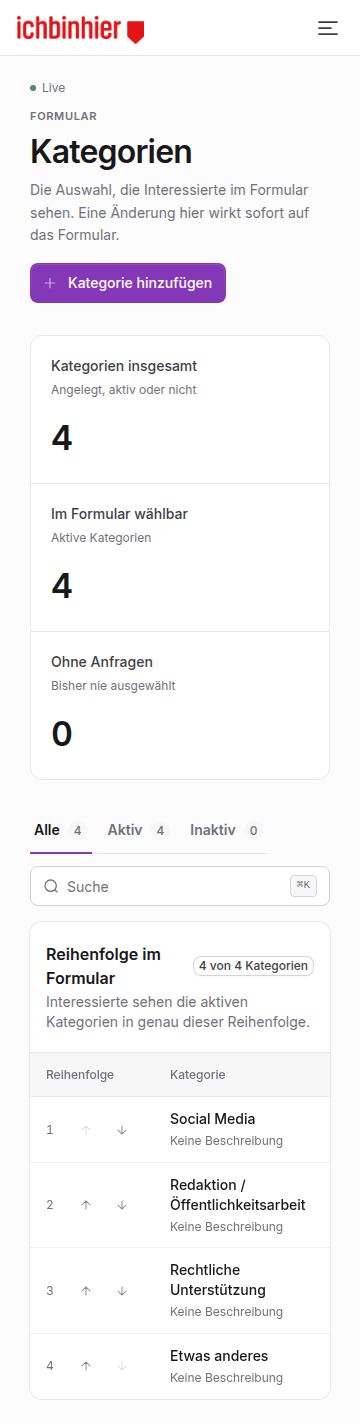 ichbinhier
Live
FORMULAR
Kategorien
Die Auswahl, die Interessierte im Formular
sehen. Eine Änderung hier wirkt sofort auf
das Formular.
Kategorie hinzufügen
Kategorien insgesamt
Angelegt, aktiv oder nicht
4
Im Formular wählbar
Aktive Kategorien
4
Ohne Anfragen
Bisher nie ausgewählt
0
Alle 4 Aktiv 4 Inaktiv 0
Suche ⌘K
Reihenfolge im
Formular
4 von 4 Kategorien
Interessierte sehen die aktiven
Kategorien in genau dieser Reihenfolge.
Reihenfolge Kategorie
1 ↑ ↓ Social Media
Keine Beschreibung
2 ↑ ↓ Redaktion /
Öffentlichkeitsarbeit
Keine Beschreibung
3 ↑ ↓ Rechtliche
Unterstützung
Keine Beschreibung
4 ↑ ↓ Etwas anderes
Keine Beschreibung